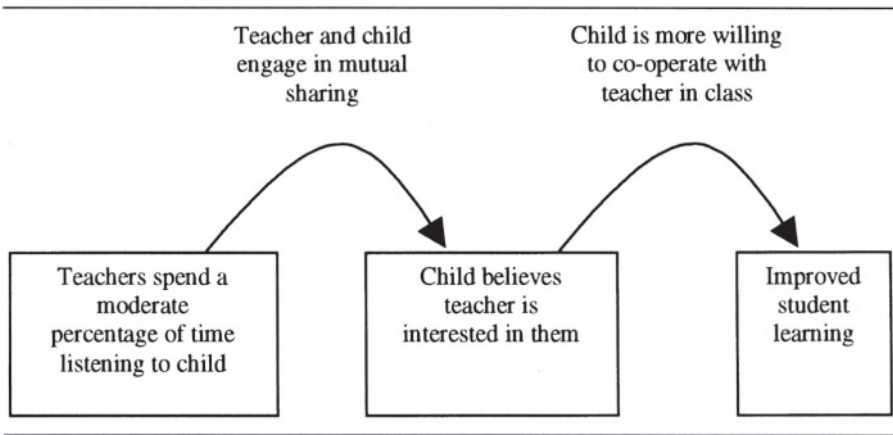 Teacher and child
engage in mutual
sharing
Child is more willing
to co-operate with
teacher in class
Teachers spend a
moderate
percentage of time
listening to child
Child believes
teacher is
interested in them
Improved
student
learning